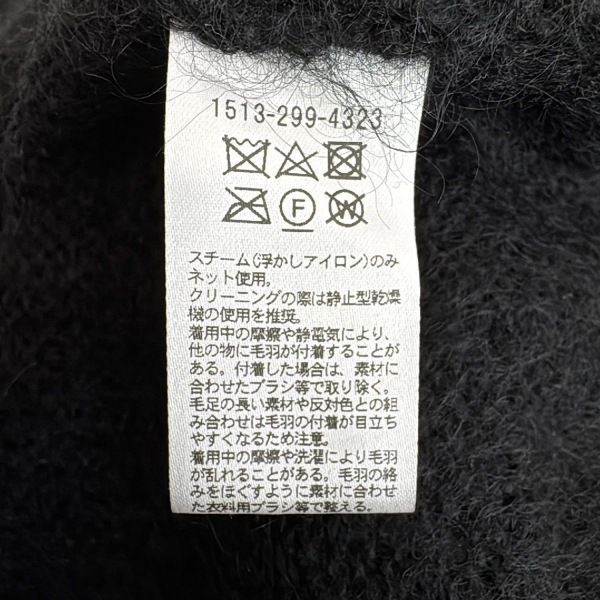 1513-299-4323
F
W
スチーム(浮かしアイロン)のみ
ネット使用。
クリーニングの際は静止型乾燥
機の使用を推奨。
着用中の摩擦や静電気により、
他の物に毛羽が付着することが
ある。付着した場合は、素材に
合わせたブラシ等で取り除く。
毛足の長い素材や反対色との組
み合わせは毛羽の付着が目立ち
やすくなるため注意。
着用中の摩擦や洗濯により毛羽
が乱れることがある。毛羽の絡
みをほぐすように素材に合わせ
た衣料用ブラシ等で整える。